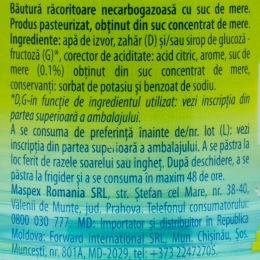 Băutură răcoritoare necarbogazoasă cu suc de mere.
Produs pasteurizat, obținut din suc concentrat de mere.
Ingrediente: apă de izvor, zahăr (D) și/sau sirop de glucoză -
fructoză (G)*, corector de aciditate: acid citric, arome, suc de
mere (0.1%) obținut din suc concentrat de mere,
conservanți: sorbat de potasiu și benzoat de sodiu.
*D,G-în funcție de ingredientul utilizat: vezi inscripția din
partea superioară a ambalajului.
A se consuma de preferință înainte de/nr. lot (L): vezi
inscripția din partea superioară a ambalajului. A se păstra la
loc ferit de razele soarelui sau îngheț. După deschidere, a se
păstra la frigider și a se consuma în maxim 48 de ore.
Maspex Romania SRL, str. Ștefan cel Mare, nr. 38-40,
Vălenii de Munte, jud. Prahova. Telefonul consumatorului:
0800 030 777. MD: Importator și distribuitor în Republica
Moldova: Forward International SRL, Mun. Chișinău, Șos.
Muncești, nr. 801A, MD-2029, tel: +373 22472705.